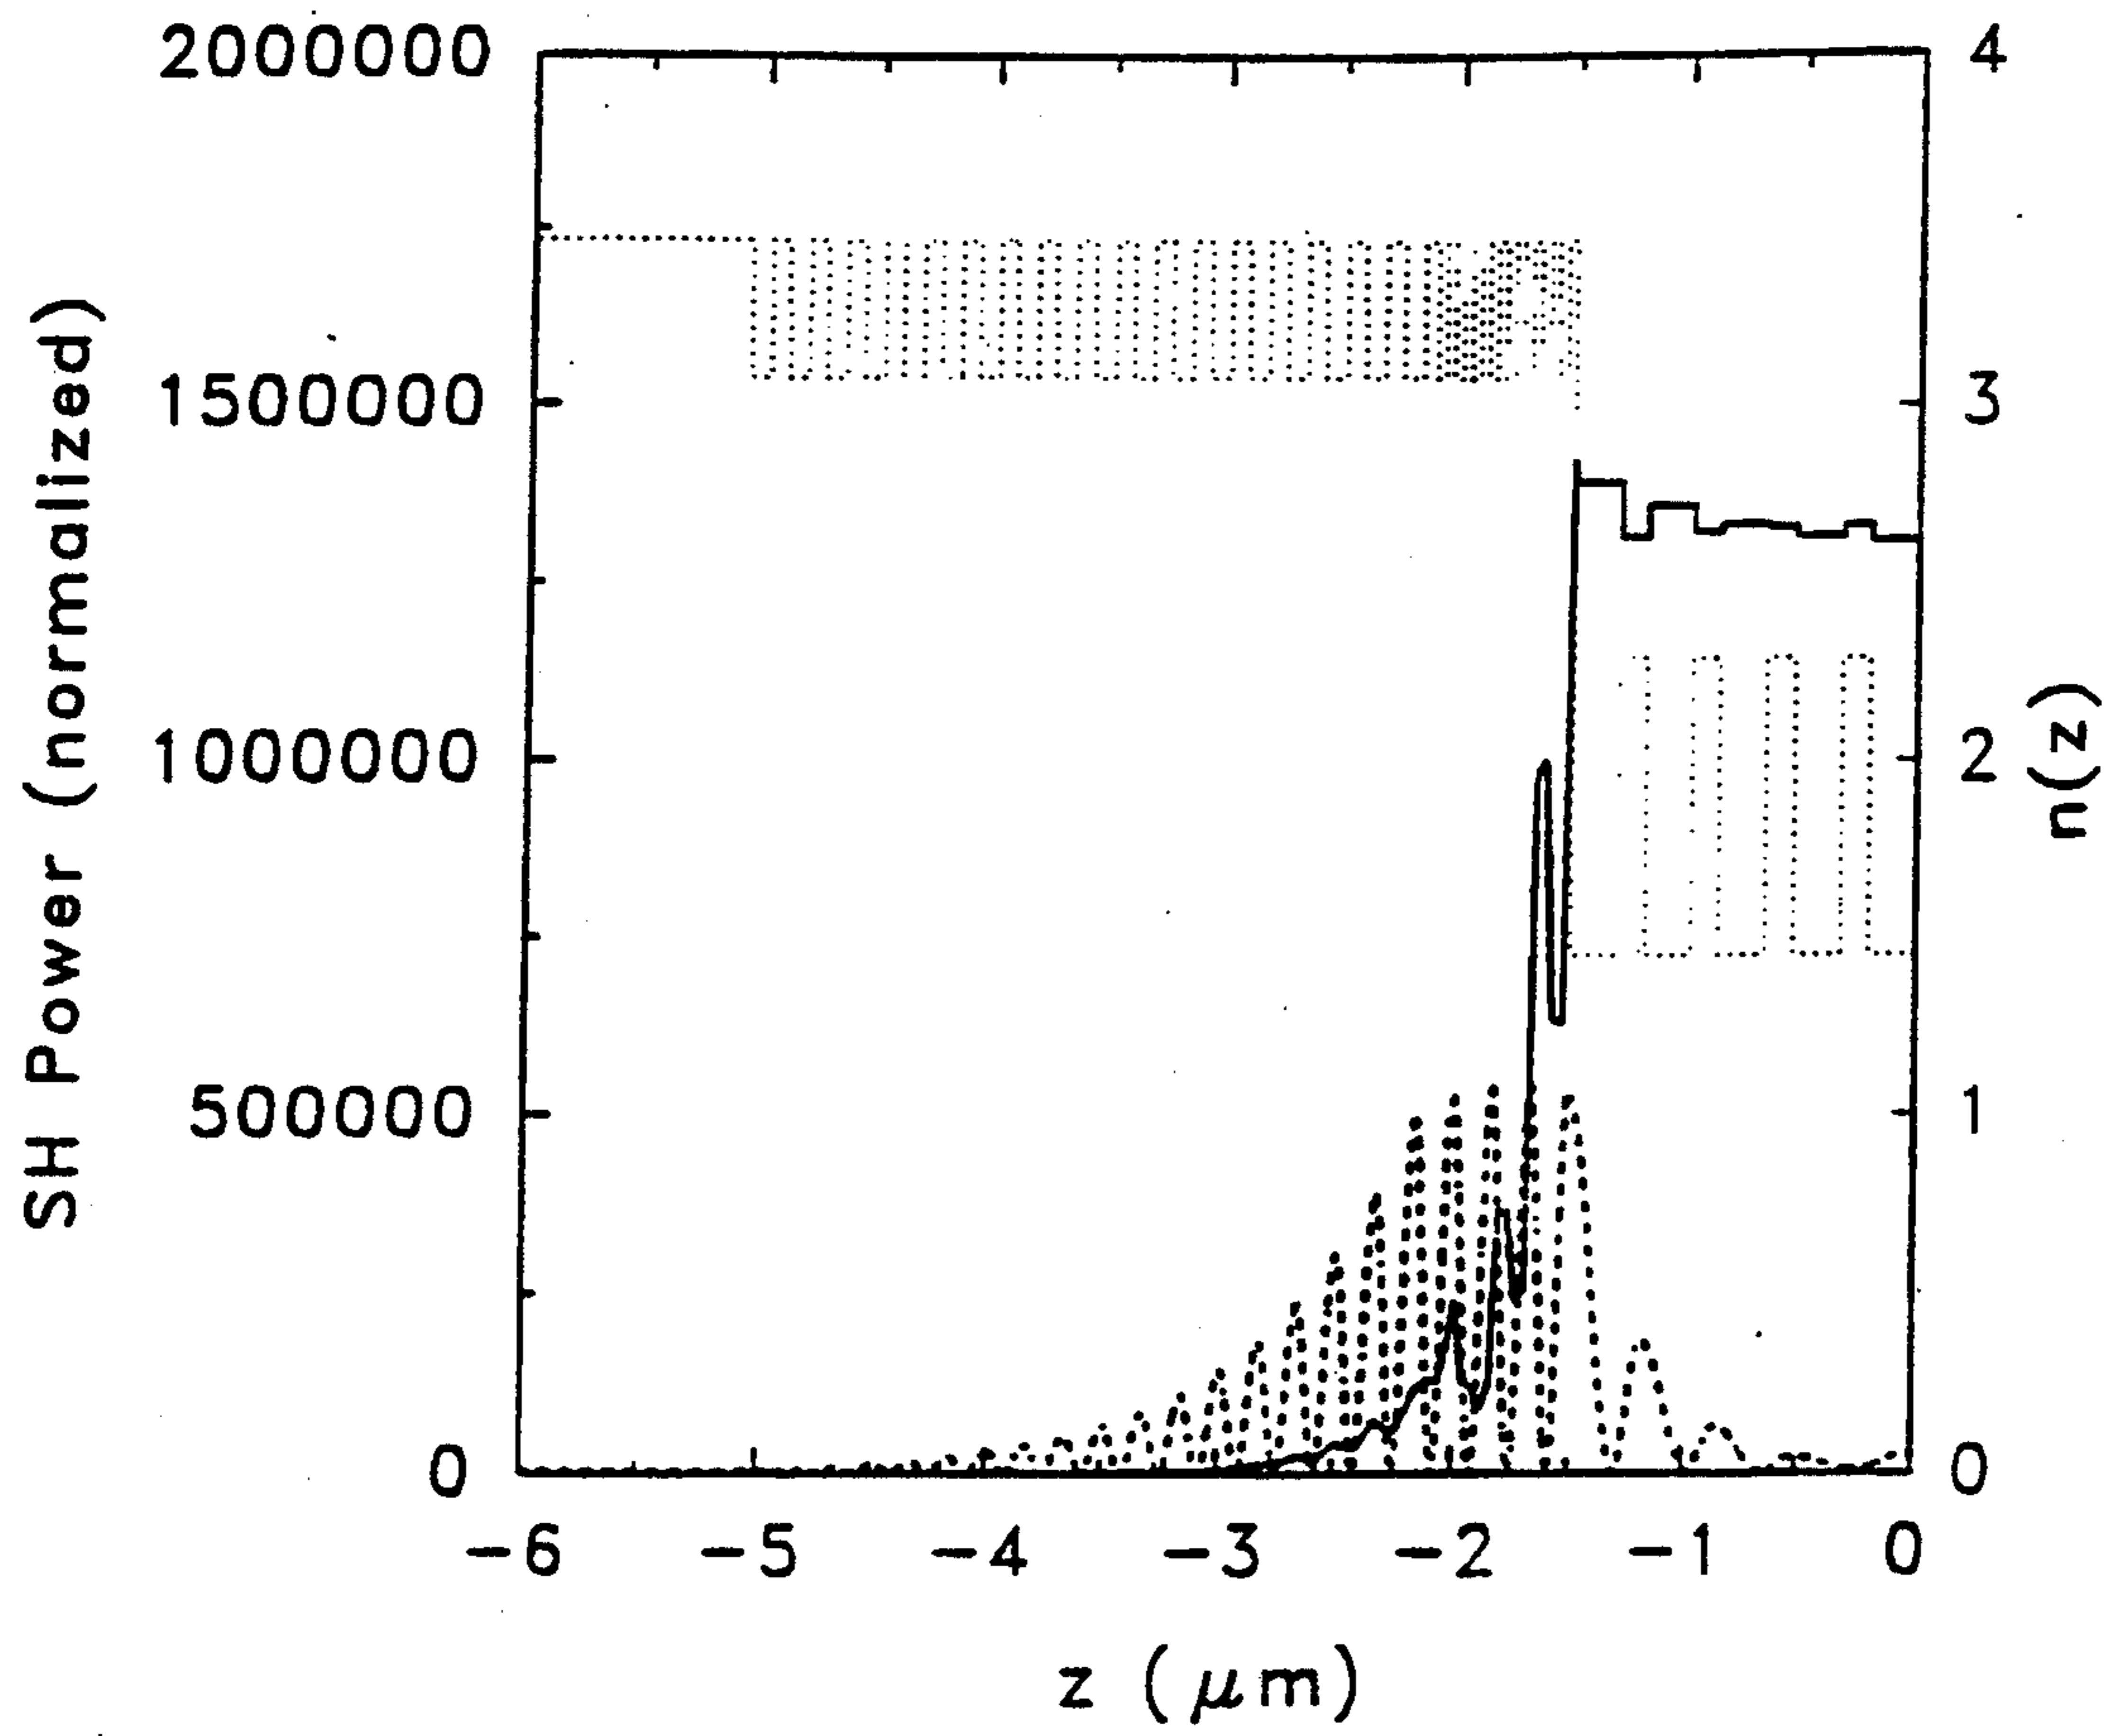 2000000
1500000
1000000
500000
0
SH Power (normalized)
4
3
2
1
0
n(z)
-6 -5 -4 -3 -2 -1 0
z (μm)